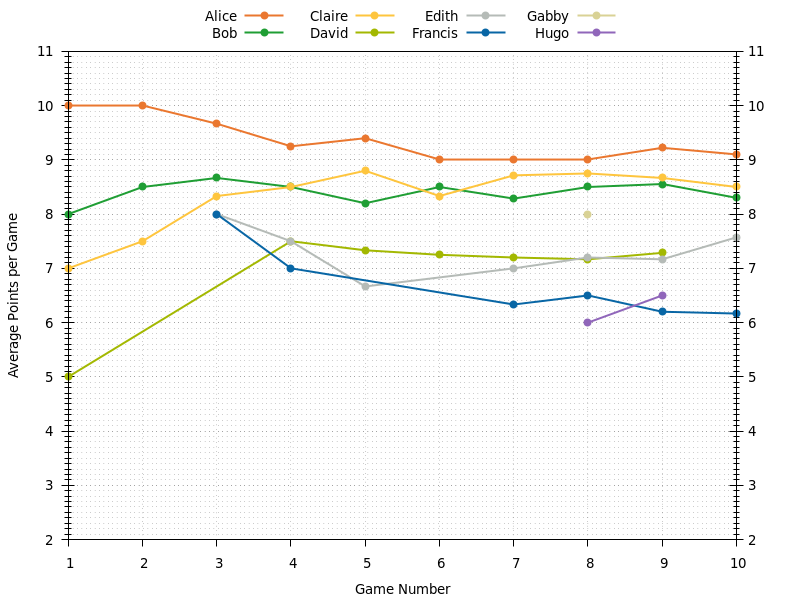 Alice Claire Edith Gabby
Bob David Francis Hugo
11 11
10 10
9 9
8 8
7 7
6 6
5 5
4 4
3 3
2 2
Average Points per Game
1 2 3 4 5 6 7 8 9 10
Game Number